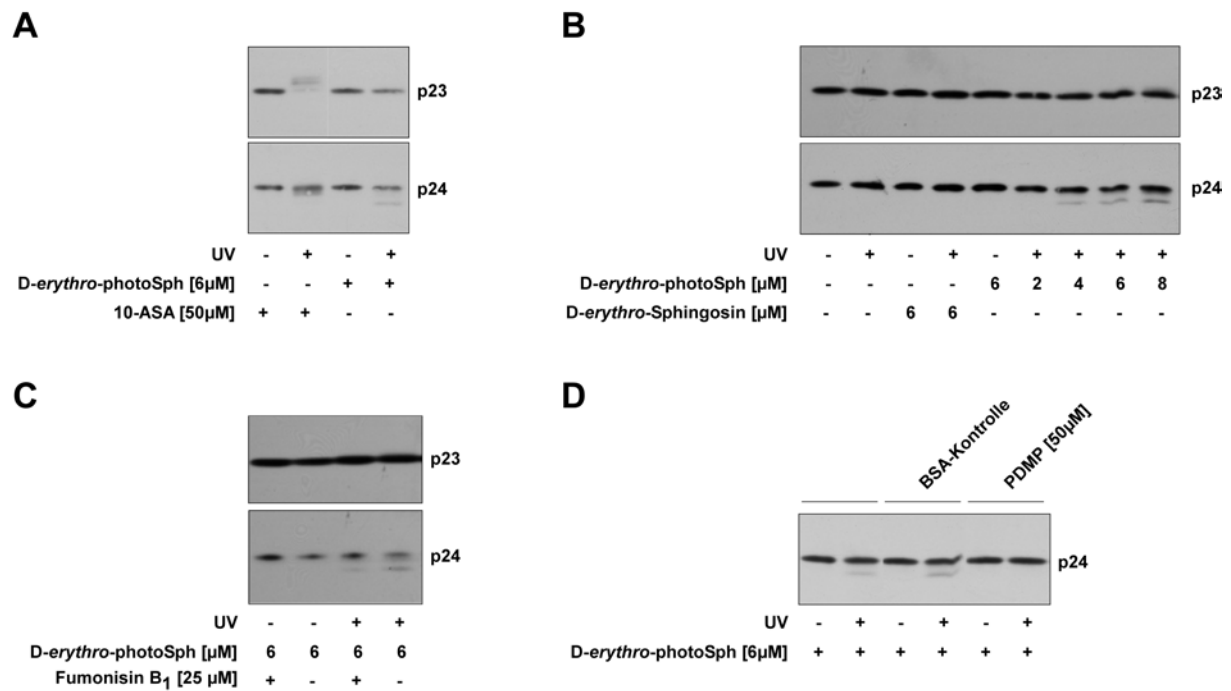 A
p23
p24
UV - + - +
D-erythro-photoSph [6µM] - - + +
10-ASA [50µM] + + - -
B
p23
p24
UV - + - + - + + + +
D-erythro-photoSph [µM] - - - - 6 2 4 6 8
D-erythro-Sphingosin [µM] - - 6 6 - - - - -
C
p23
p24
UV - - + +
D-erythro-photoSph [µM] 6 6 6 6
Fumonisin B1 [25 µM] + - + -
D
BSA-Kontrolle
PDMP [50µM]
p24
UV - + - + - +
D-erythro-photoSph [6µM] + + + + + +